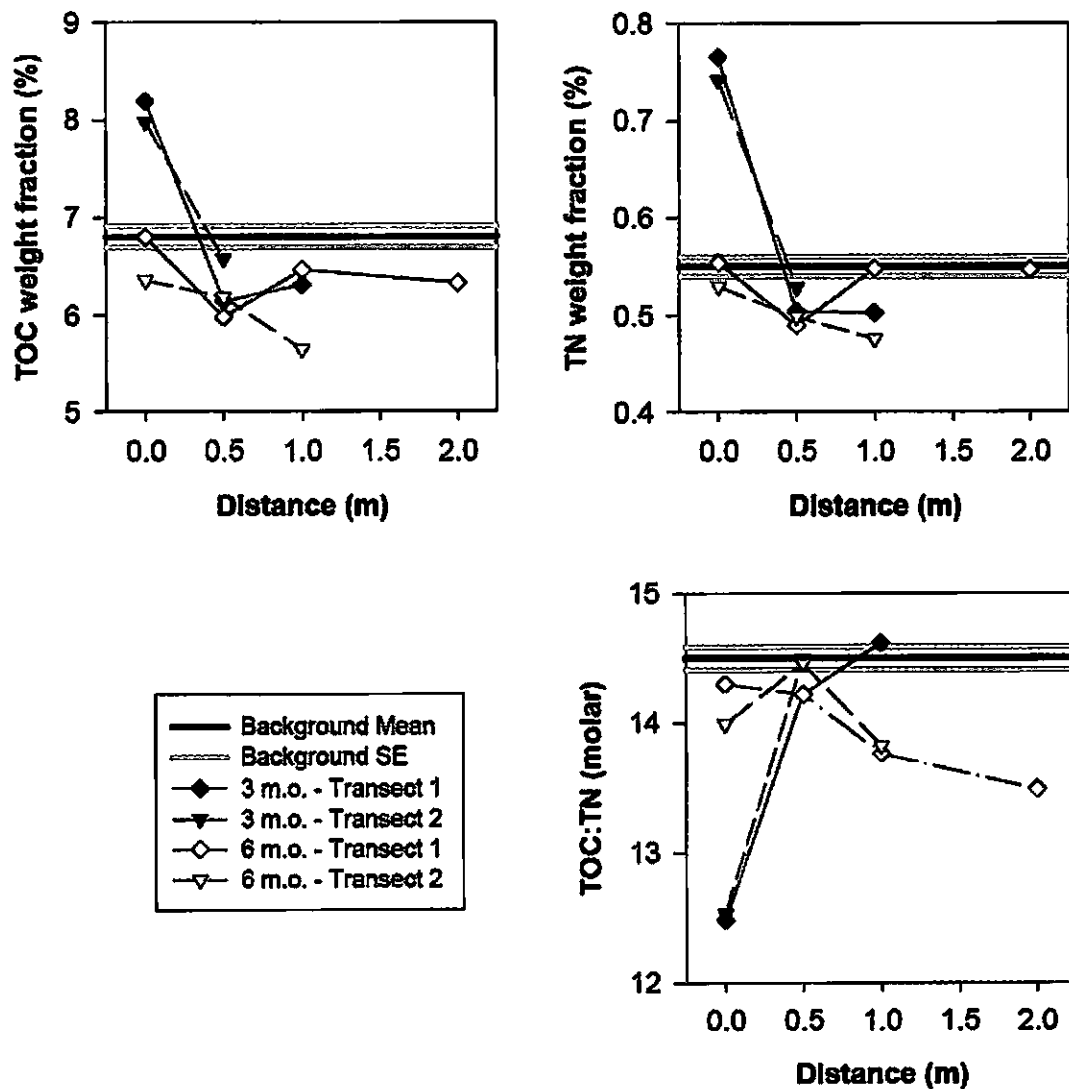 TOC weight fraction (%)
9
8
7
6
5
0.0 0.5 1.0 1.5 2.0
Distance (m)
TN weight fraction (%)
0.8
0.7
0.6
0.5
0.4
0.0 0.5 1.0 1.5 2.0
Distance (m)
Background Mean
Background SE
3 m.o. - Transect 1
3 m.o. - Transect 2
6 m.o. - Transect 1
6 m.o. - Transect 2
TOC:TN (molar)
15
14
13
12
0.0 0.5 1.0 1.5 2.0
Distance (m)